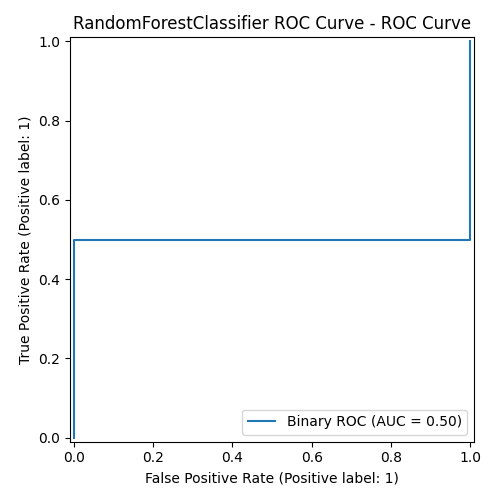 RandomForestClassifier ROC Curve - ROC Curve
1.0
0.8
0.6
0.4
0.2
0.0
True Positive Rate (Positive label: 1)
Binary ROC (AUC = 0.50)
0.0 0.2 0.4 0.6 0.8 1.0
False Positive Rate (Positive label: 1)